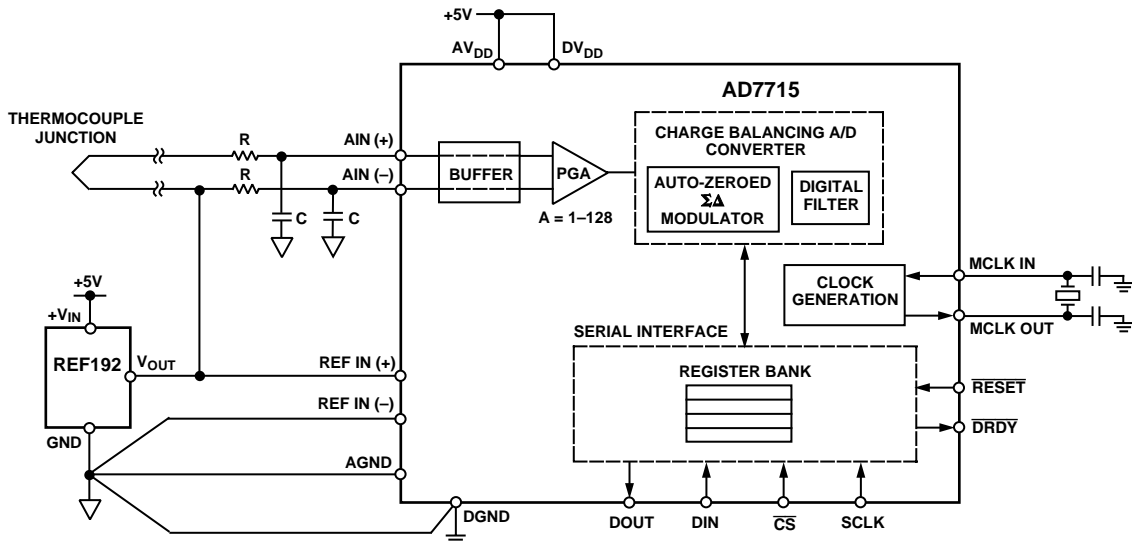 +5V
AVDD
DVDD
AD7715
THERMOCOUPLE
JUNCTION
R
AIN (+)
R
AIN (–)
C
C
BUFFER
PGA
A = 1–128
CHARGE BALANCING A/D
CONVERTER
AUTO-ZEROED
ΣΔ
MODULATOR
DIGITAL
FILTER
CLOCK
GENERATION
MCLK IN
MCLK OUT
SERIAL INTERFACE
REGISTER BANK
RESET
DRDY
+5V
+VIN
REF192
VOUT
GND
REF IN (+)
REF IN (–)
AGND
DGND
DOUT
DIN
CS
SCLK